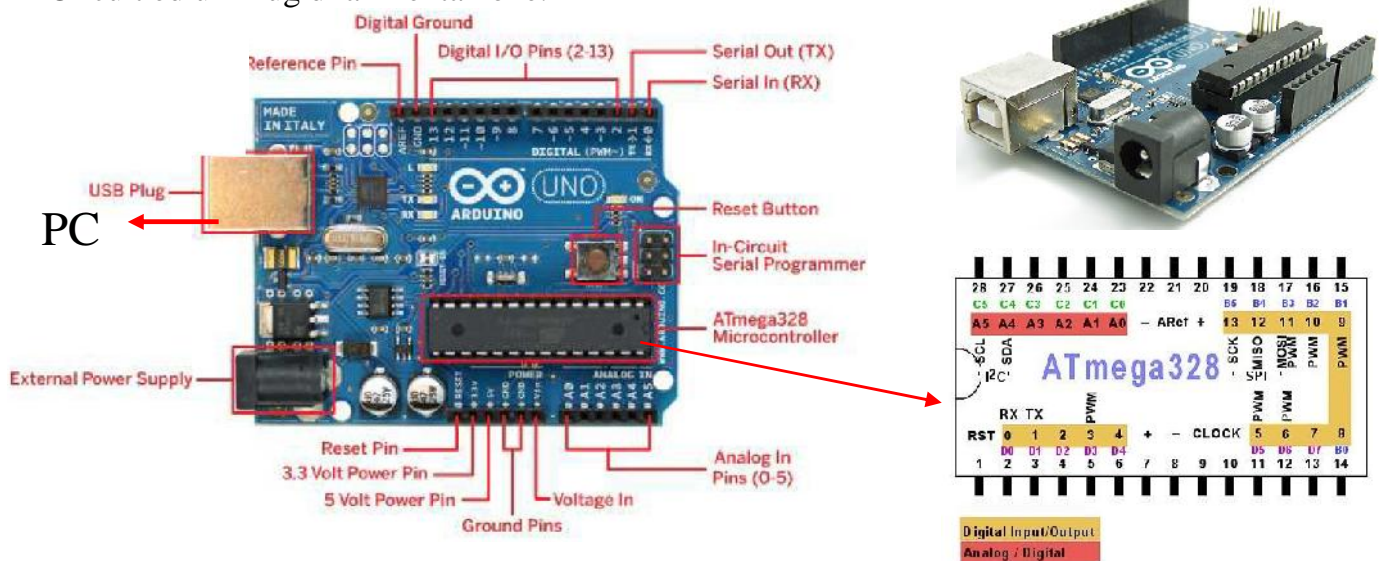 Digital Ground
Digital I/O Pins (2-13)
Serial Out (TX)
Reference Pin
Serial In (RX)
MADE
IN ITALY
AREF
GND
13
12
~11
~10
~9
8
7
~6
~5
4
~3
2
TX→1
RX←0
DIGITAL (PWM~)
L
TX
RX
UNO
ARDUINO
ON
USB Plug
PC
Reset Button
In-Circuit
Serial Programmer
ATmega328
Microcontroller
External Power Supply
POWER
ANALOG IN
RESET
3.3V
5V
GND
GND
Vin
A0
A1
A2
A3
A4
A5
Reset Pin
3.3 Volt Power Pin
5 Volt Power Pin
Ground Pins
Voltage In
Analog In
Pins (0-5)
28 27 26 25 24 23 22 21 20 19 18 17 16 15
C5 C4 C3 C2 C1 C0 B5 B4 B3 B2 B1
A5 A4 A3 A2 A1 A0 - ARef + 13 12 11 10 9
SCL
SDA
I²C
SCK
MISO
MOSI
SPI
PWM
PWM
PWM
ATmega328
RX TX
PWM
PWM
PWM
RST 0 1 2 3 4 + - CLOCK 5 6 7 8
D0 D1 D2 D3 D4 D5 D6 D7 B0
1 2 3 4 5 6 7 8 9 10 11 12 13 14
Digital Input/Output
Analog / Digital